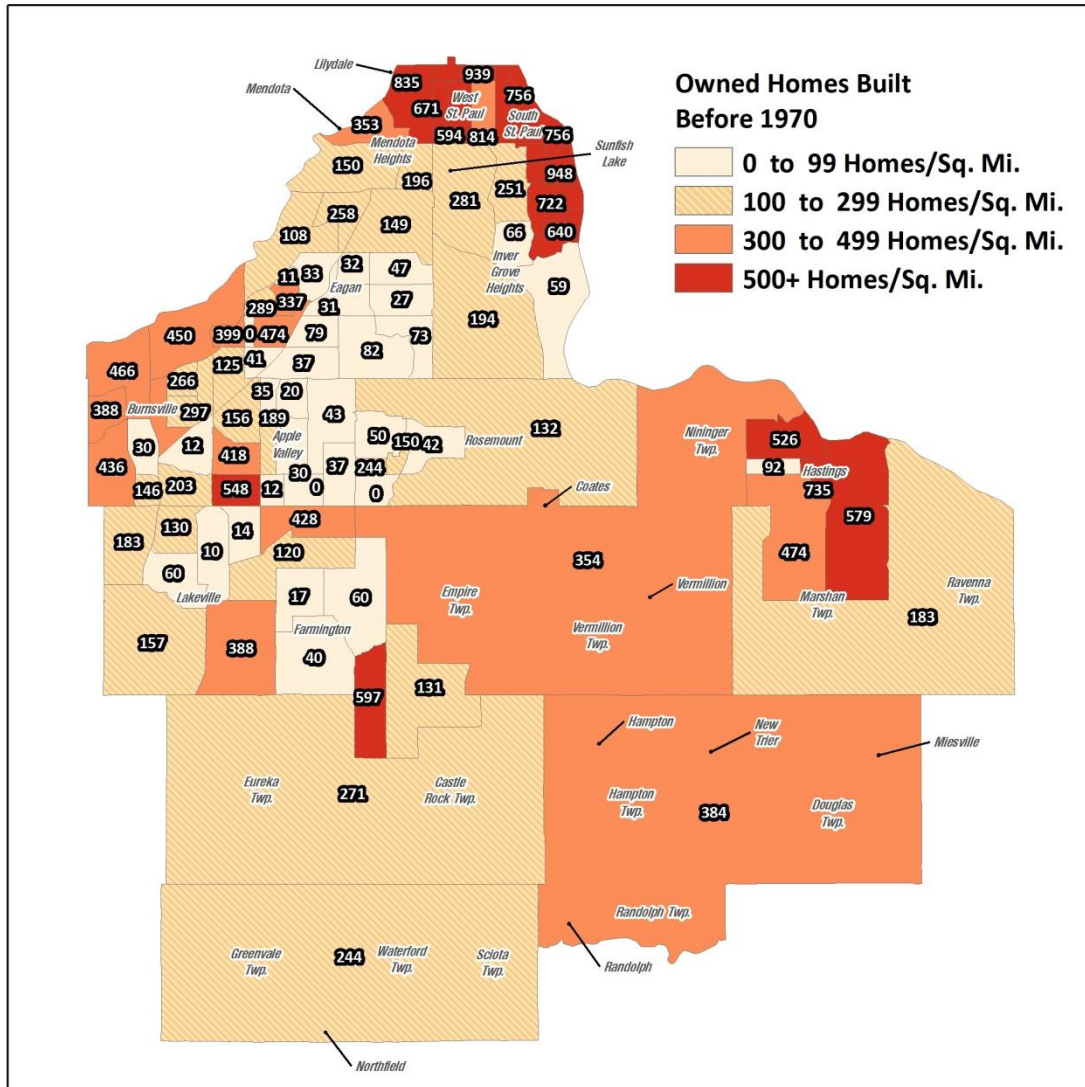 Owned Homes Built
Before 1970
0 to 99 Homes/Sq. Mi.
100 to 299 Homes/Sq. Mi.
300 to 499 Homes/Sq. Mi.
500+ Homes/Sq. Mi.
Lilydale
835
939
Mendota
671
West
St. Paul
756
South
St. Paul
353
594
814
756
Mendota
Heights
Sunfish
Lake
150
196
948
281
251
722
258
149
108
66
640
Inver
Grove
Heights
32
47
11
33
Eagan
59
337
27
289
31
194
450
399
0
474
79
73
82
125
41
37
466
266
35
20
388
Burnsville
297
156
189
43
132
Nininger
Twp.
Apple
Valley
50
150
42
Rosemount
526
30
12
418
436
37
244
92
Hastings
30
146
203
548
12
0
0
Coates
735
130
14
428
579
183
10
120
354
474
60
Lakeville
17
60
Empire
Twp.
Vermillion
Marshan
Twp.
Ravenna
Twp.
183
157
388
Farmington
Vermillion
Twp.
40
597
131
Hampton
New
Trier
Miesville
Eureka
Twp.
271
Castle
Rock Twp.
Hampton
Twp.
384
Douglas
Twp.
Randolph Twp.
Greenvale
Twp.
244
Waterford
Twp.
Sciota
Twp.
Randolph
Northfield